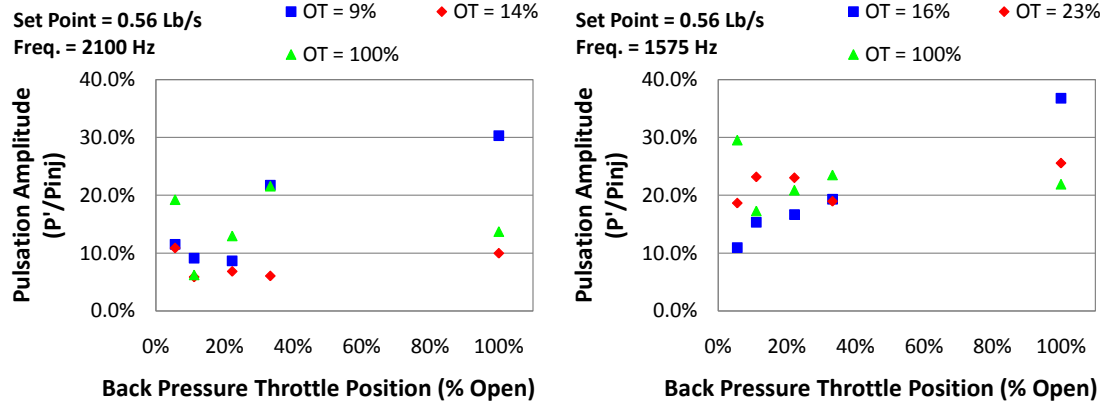 Set Point = 0.56 Lb/s
Freq. = 2100 Hz
OT = 9%
OT = 14%
OT = 100%
Pulsation Amplitude
(P'/Pinj)
40.0%
30.0%
20.0%
10.0%
0.0%
0% 20% 40% 60% 80% 100%
Back Pressure Throttle Position (% Open)
Set Point = 0.56 Lb/s
Freq. = 1575 Hz
OT = 16%
OT = 23%
OT = 100%
Pulsation Amplitude
(P'/Pinj)
40.0%
30.0%
20.0%
10.0%
0.0%
0% 20% 40% 60% 80% 100%
Back Pressure Throttle Position (% Open)